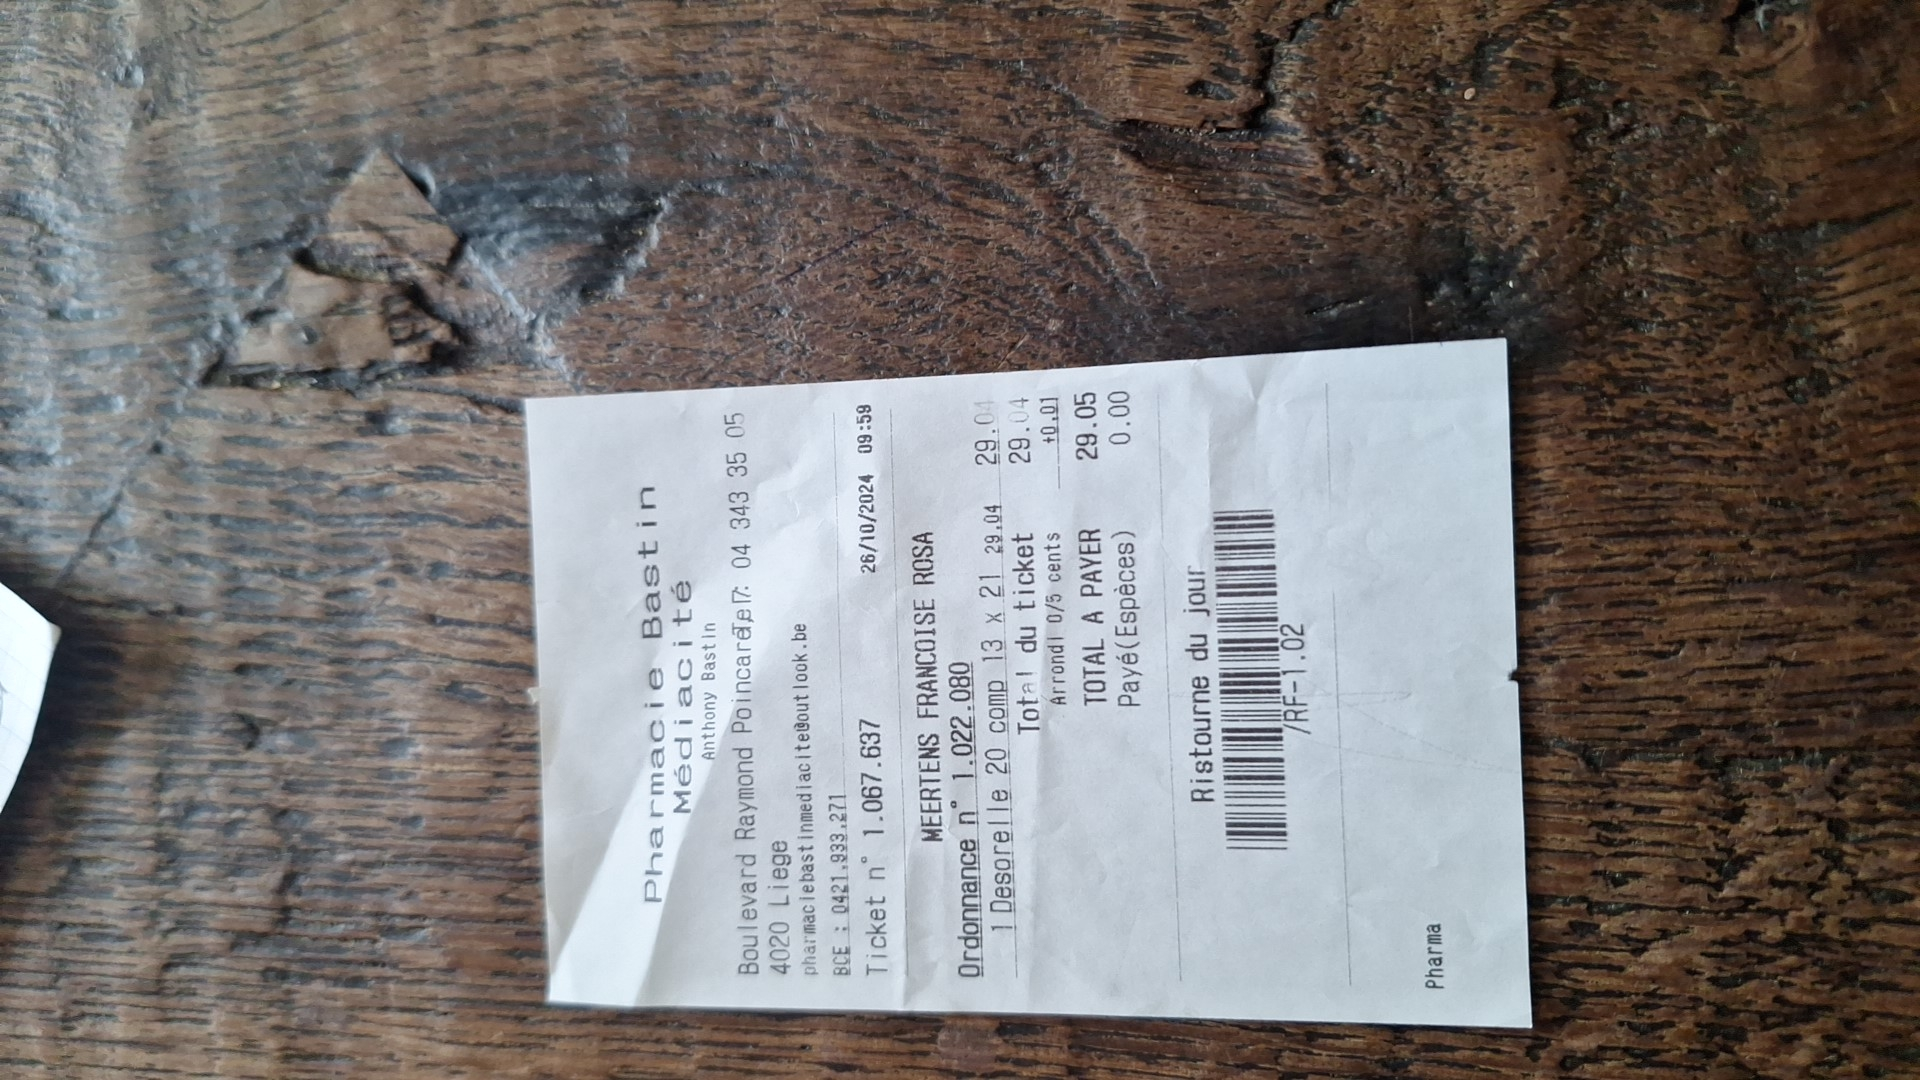 Pharmacie Bastin
Médiacité
Anthony Bastin
Boulevard Raymond Poincaré, 7 Tel : 04 343 35 05
4020 Liege
pharmaciebastinmediacite@outlook.be
BCE : 0421.933.271
Ticket n° 1.067.637 26/10/2024 09:59
MEERTENS FRANCOISE ROSA
Ordonnance n° 1.022.080
1 Desorelle 20 comp 13 x 21 29.04 29.04
Total du ticket 29.04
Arrondi 0/5 cents +0.01
TOTAL A PAYER 29.05
Payé(Espèces) 0.00
Ristourne du jour
/RF-1.02
Pharma